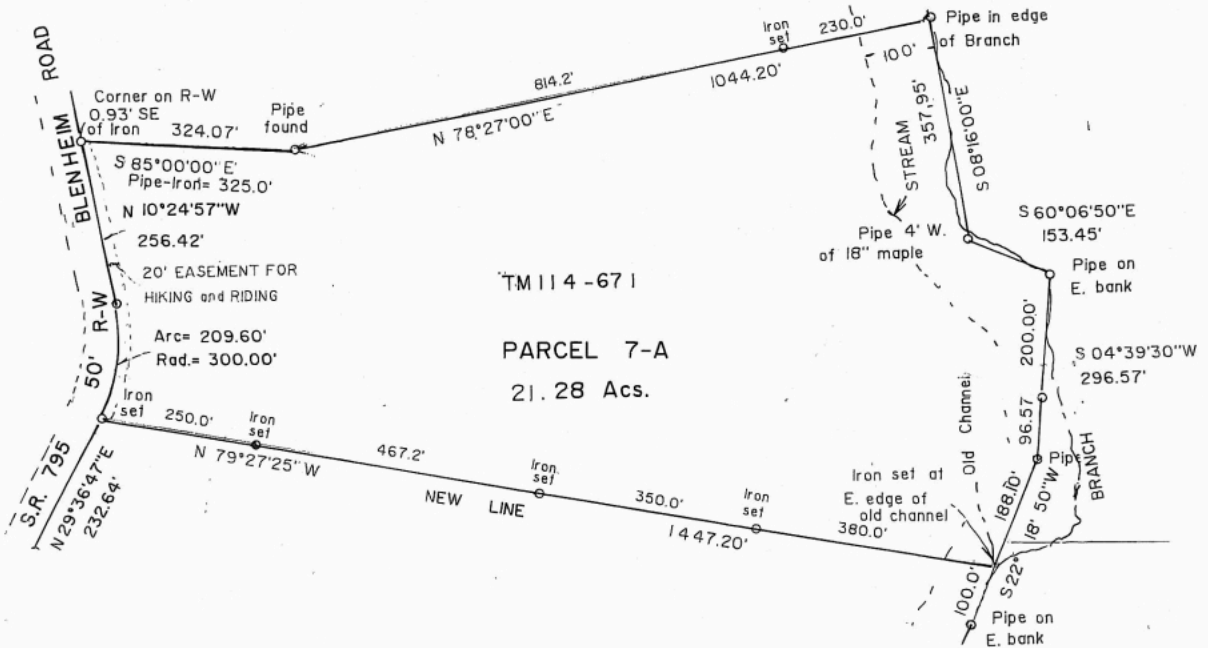 BLENHEIM ROAD
Corner on R-W
0.93' SE
of Iron
324.07'
Pipe
found
S 85°00'00"E
Pipe-Iron= 325.0'
814.2'
N 78°27'00"E
1044.20'
Iron
set
230.0'
Pipe in edge
of Branch
100'
STREAM
357.95'
S 08°16'00"E
Pipe 4' W.
of 18" maple
S 60°06'50"E
153.45'
Pipe on
E. bank
N 10°24'57"W
256.42'
20' EASEMENT FOR
HIKING and RIDING
50' R-W
Arc= 209.60'
Rad.= 300.00'
TM114-671
PARCEL 7-A
21.28 Acs.
200.00'
S 04°39'30"W
296.57'
96.57
Pipe
Old Channel
BRANCH
Iron
set
250.0'
Iron
set
N 79°27'25"W
467.2'
NEW LINE
Iron
set
350.0'
Iron
set
1447.20'
380.0'
Iron set at
E. edge of
old channel
188.10'
S 22° 18' 50"W
100.0'
Pipe on
E. bank
S.R. 795
N 29°36'47"E
232.64'